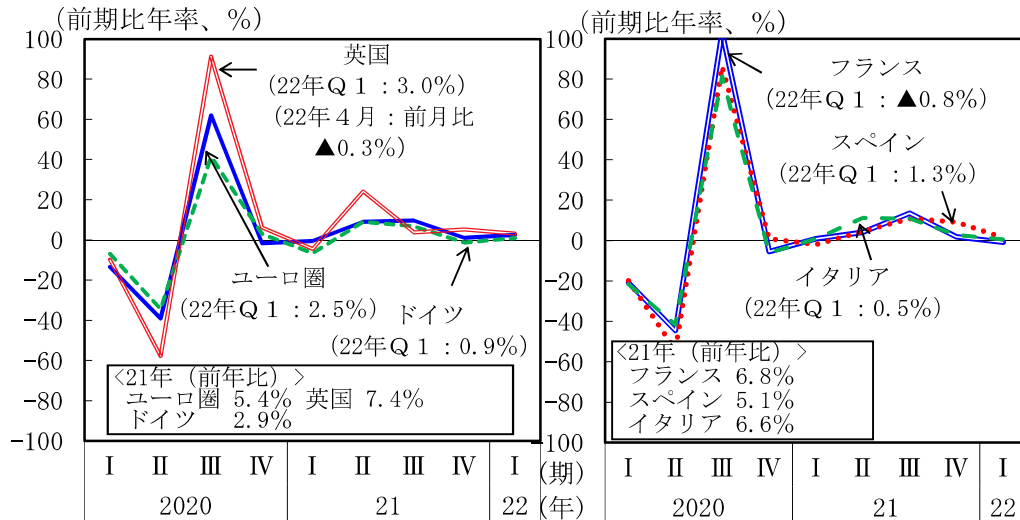 (前期比年率、%)
100
80
60
40
20
0
−20
−40
−60
−80
−100
英国
(22年Q1:3.0%)
(22年4月:前月比
▲0.3%)
ユーロ圏
(22年Q1:2.5%)
ドイツ
(22年Q1:0.9%)
<21年(前年比)>
ユーロ圏 5.4% 英国 7.4%
ドイツ 2.9%
Ⅰ Ⅱ Ⅲ Ⅳ Ⅰ Ⅱ Ⅲ Ⅳ Ⅰ (期)
2020 21 22 (年)
(前期比年率、%)
100
80
60
40
20
0
−20
−40
−60
−80
−100
フランス
(22年Q1:▲0.8%)
スペイン
(22年Q1:1.3%)
イタリア
(22年Q1:0.5%)
<21年(前年比)>
フランス 6.8%
スペイン 5.1%
イタリア 6.6%
Ⅰ Ⅱ Ⅲ Ⅳ Ⅰ Ⅱ Ⅲ Ⅳ Ⅰ
2020 21 22